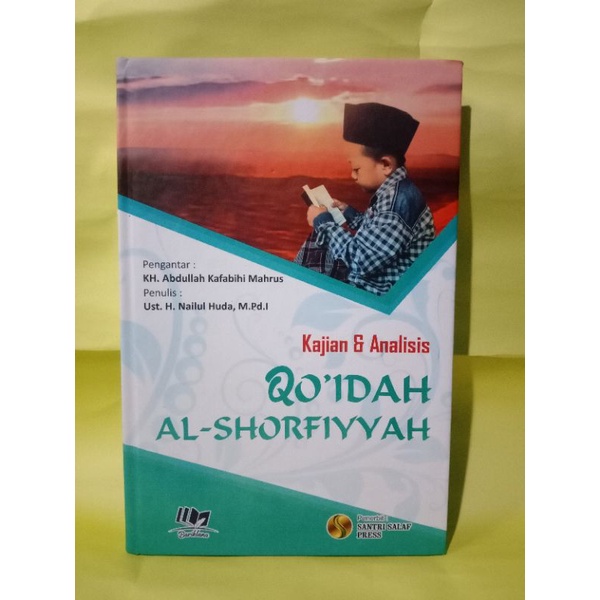 Pengantar :
KH. Abdullah Kafabihi Mahrus
Penulis :
Ust. H. Nailul Huda, M.Pd.I
Kajian & Analisis
QO'IDAH
AL-SHORFIYYAH
Penerbit:
SANTRI SALAF
PRESS